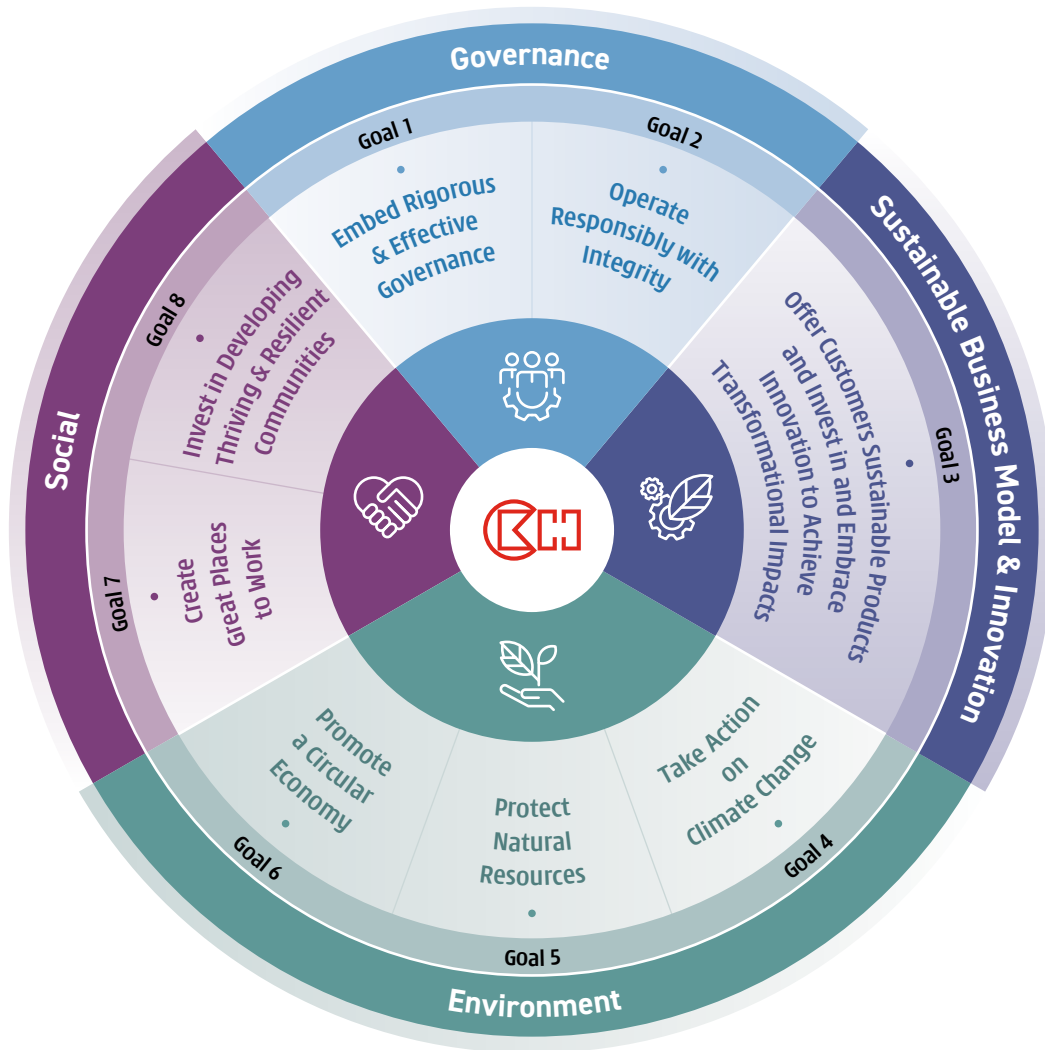 Governance
Goal 1
Embed Rigorous
& Effective
Governance
Goal 2
Operate
Responsibly with
Integrity
Sustainable Business Model & Innovation
Goal 3
Offer Customers Sustainable Products
and Invest in and Embrace
Innovation to Achieve
Transformational Impacts
Environment
Goal 4
Take Action
on
Climate Change
Goal 5
Protect
Natural
Resources
Goal 6
Promote
a Circular
Economy
Social
Goal 7
Create
Great Places
to Work
Goal 8
Invest in Developing
Thriving & Resilient
Communities
CKH